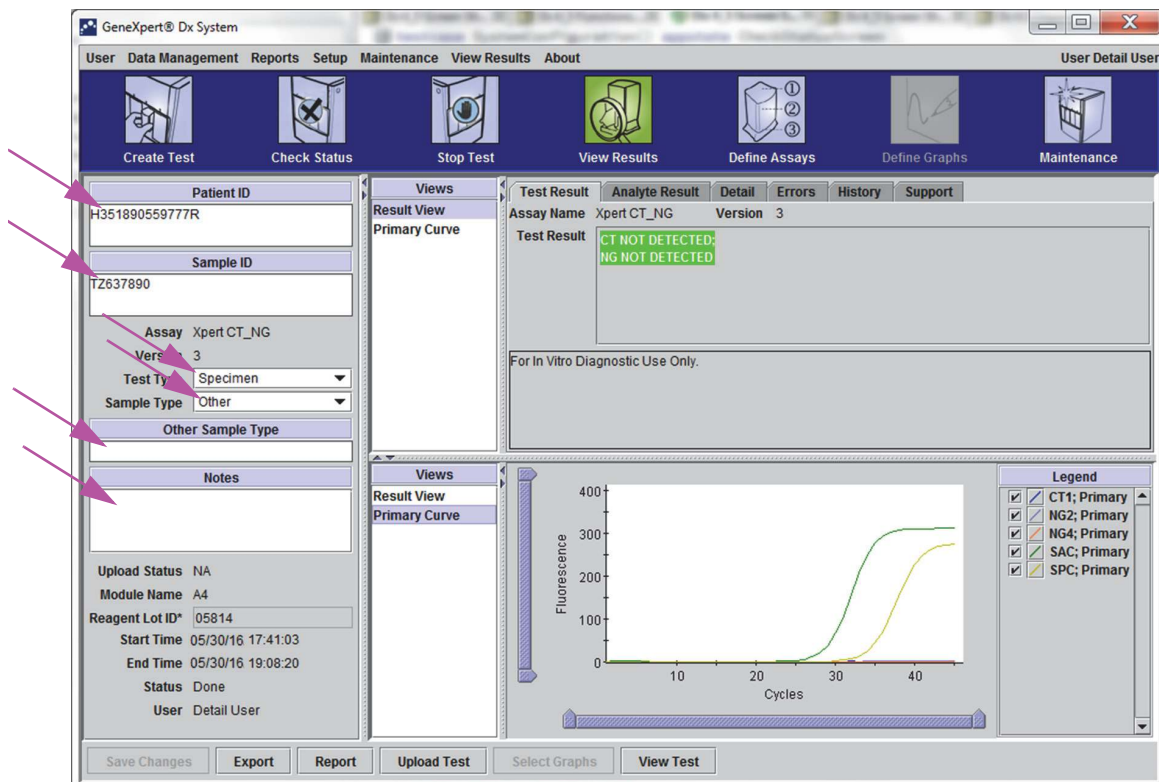 GeneXpert® Dx System
User Data Management Reports Setup Maintenance View Results About User Detail User
Create Test Check Status Stop Test View Results Define Assays Define Graphs Maintenance
Patient ID
H351890559777R
Sample ID
TZ637890
Assay Xpert CT_NG
Version 3
Test Type Specimen
Sample Type Other
Other Sample Type
Notes
Upload Status NA
Module Name A4
Reagent Lot ID* 05814
Start Time 05/30/16 17:41:03
End Time 05/30/16 19:08:20
Status Done
User Detail User
Views
Result View
Primary Curve
Test Result Analyte Result Detail Errors History Support
Assay Name Xpert CT_NG Version 3
Test Result CT NOT DETECTED;
NG NOT DETECTED
For In Vitro Diagnostic Use Only.
Views
Result View
Primary Curve
Fluorescence
400
300
200
100
0
10 20 30 40
Cycles
Legend
CT1; Primary
NG2; Primary
NG4; Primary
SAC; Primary
SPC; Primary
Save Changes Export Report Upload Test Select Graphs View Test